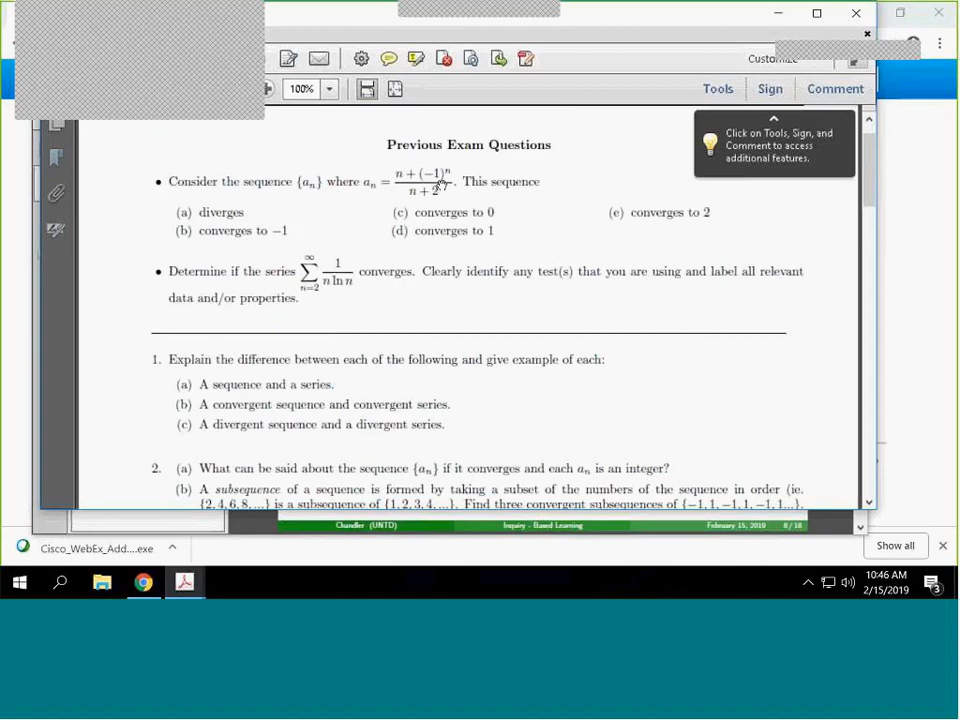 Customize
100%
Tools Sign Comment
Click on Tools, Sign, and
Comment to access
additional features.
Previous Exam Questions
• Consider the sequence {a_n} where a_n = (n + (−1)^n)/(n + 2). This sequence
(a) diverges (c) converges to 0 (e) converges to 2
(b) converges to −1 (d) converges to 1
• Determine if the series ∑_{n=2}^{∞} 1/(n ln n) converges. Clearly identify any test(s) that you are using and label all relevant
data and/or properties.
1. Explain the difference between each of the following and give example of each:
(a) A sequence and a series.
(b) A convergent sequence and convergent series.
(c) A divergent sequence and a divergent series.
2. (a) What can be said about the sequence {a_n} if it converges and each a_n is an integer?
(b) A subsequence of a sequence is formed by taking a subset of the numbers of the sequence in order (ie.
{2, 4, 6, 8, ...} is a subsequence of {1, 2, 3, 4, ...}. Find three convergent subsequences of {−1, 1, −1, 1, −1, 1...}.
Chandler (UNTD) Inquiry - Based Learning February 15, 2019 8 / 18
Cisco_WebEx_Add....exe Show all
10:46 AM
2/15/2019
3